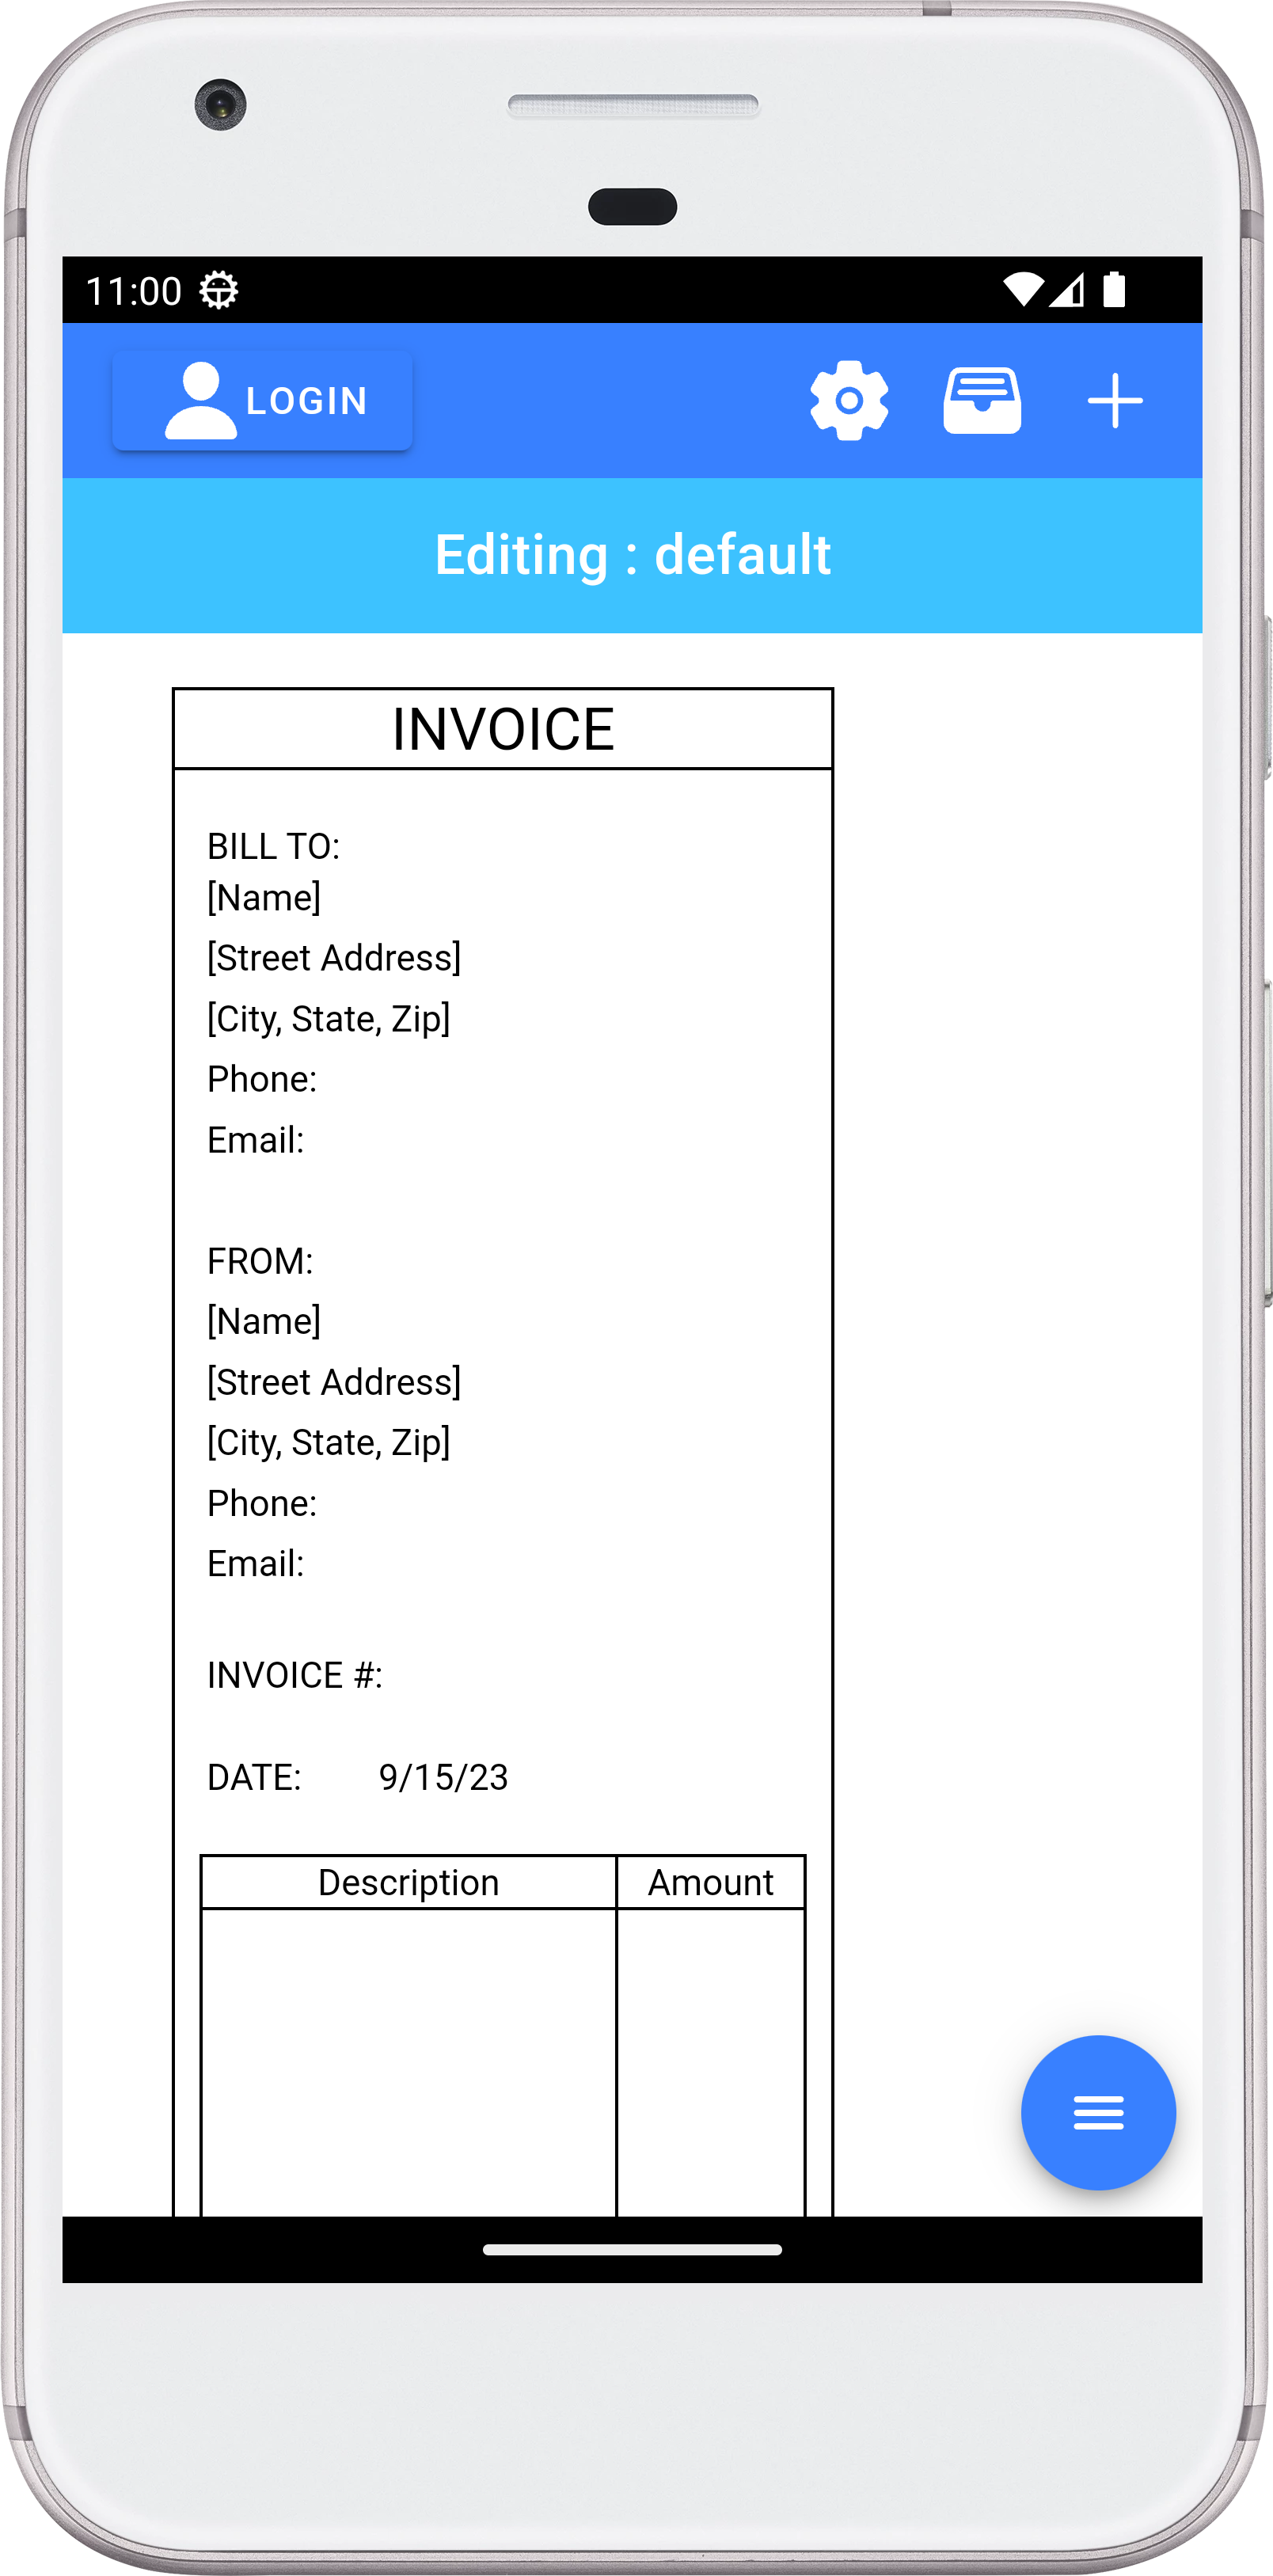 11:00
LOGIN
Editing : default
INVOICE
BILL TO:
[Name]
[Street Address]
[City, State, Zip]
Phone:
Email:
FROM:
[Name]
[Street Address]
[City, State, Zip]
Phone:
Email:
INVOICE #:
DATE: 9/15/23
Description Amount